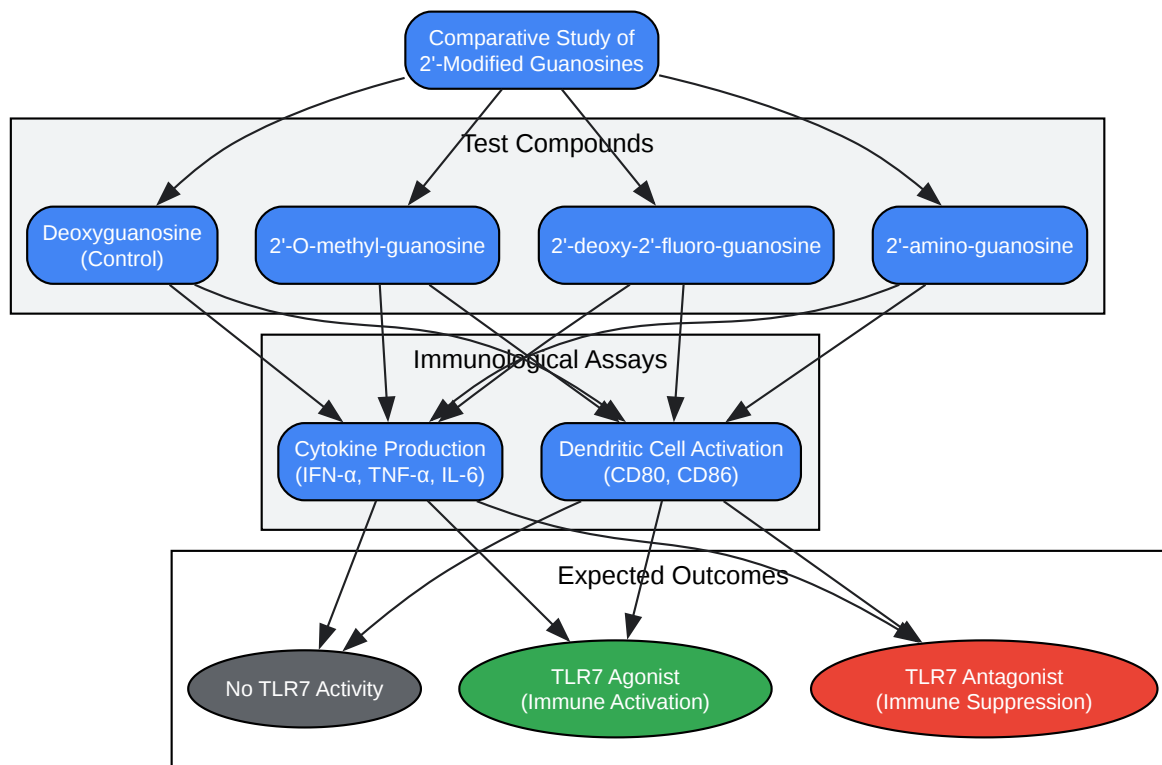 Comparative Study of
2'-Modified Guanosines
Test Compounds
Deoxyguanosine
(Control)
2'-O-methyl-guanosine
2'-deoxy-2'-fluoro-guanosine
2'-amino-guanosine
Immunological Assays
Cytokine Production
(IFN-α, TNF-α, IL-6)
Dendritic Cell Activation
(CD80, CD86)
Expected Outcomes
No TLR7 Activity
TLR7 Agonist
(Immune Activation)
TLR7 Antagonist
(Immune Suppression)